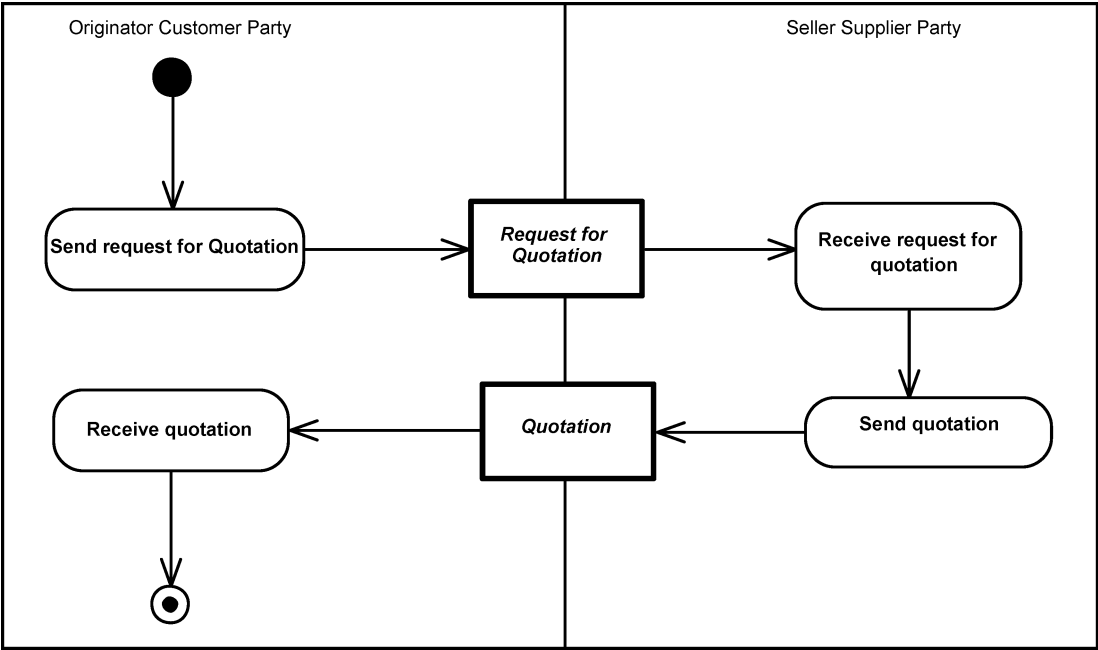 Originator Customer Party
Seller Supplier Party
Send request for Quotation
Request for
Quotation
Receive request for
quotation
Receive quotation
Quotation
Send quotation